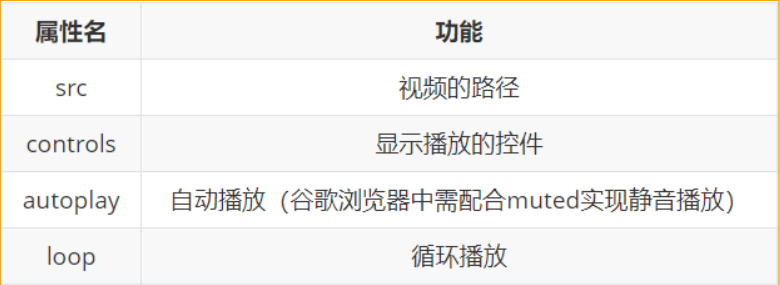 属性名 功能
src 视频的路径
controls 显示播放的控件
autoplay 自动播放（谷歌浏览器中需配合muted实现静音播放）
loop 循环播放